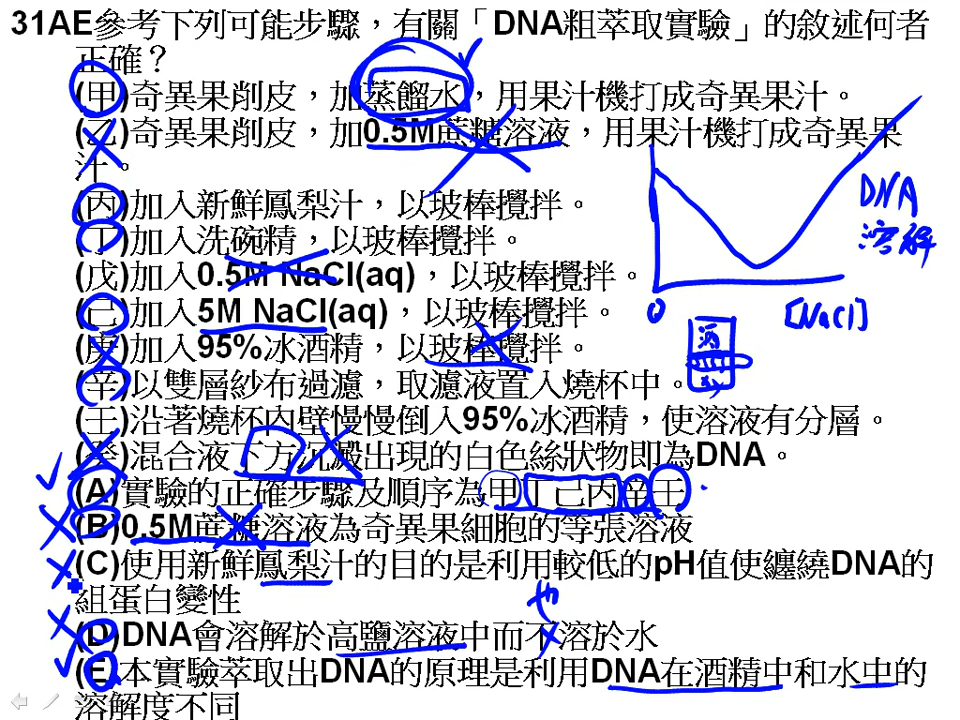 31AE參考下列可能步驟，有關「DNA粗萃取實驗」的敘述何者
正確？
(甲)奇異果削皮，加蒸餾水，用果汁機打成奇異果汁。
(乙)奇異果削皮，加0.5M蔗糖溶液，用果汁機打成奇異果
汁。
(丙)加入新鮮鳳梨汁，以玻棒攪拌。
(丁)加入洗碗精，以玻棒攪拌。
(戊)加入0.5M NaCl(aq)，以玻棒攪拌。
(己)加入5M NaCl(aq)，以玻棒攪拌。
(庚)加入95%冰酒精，以玻棒攪拌。
(辛)以雙層紗布過濾，取濾液置入燒杯中。
(壬)沿著燒杯內壁慢慢倒入95%冰酒精，使溶液有分層。
(癸)混合液下方沉澱出現的白色絲狀物即為DNA。
(A)實驗的正確步驟及順序為甲丁己丙辛壬
(B)0.5M蔗糖溶液為奇異果細胞的等張溶液
(C)使用新鮮鳳梨汁的目的是利用較低的pH值使纏繞DNA的
組蛋白變性
(D)DNA會溶解於高鹽溶液中而不溶於水
(E)本實驗萃取出DNA的原理是利用DNA在酒精中和水中的
溶解度不同
DNA
溶解
0
[NaCl]
酒
水
也